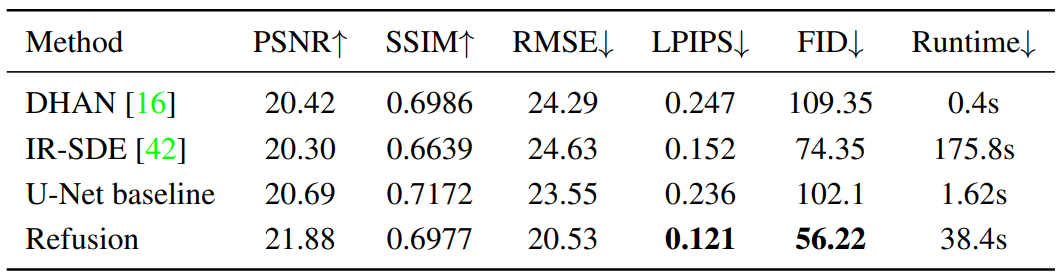 Method PSNR↑ SSIM↑ RMSE↓ LPIPS↓ FID↓ Runtime↓
DHAN [16] 20.42 0.6986 24.29 0.247 109.35 0.4s
IR-SDE [42] 20.30 0.6639 24.63 0.152 74.35 175.8s
U-Net baseline 20.69 0.7172 23.55 0.236 102.1 1.62s
Refusion 21.88 0.6977 20.53 0.121 56.22 38.4s